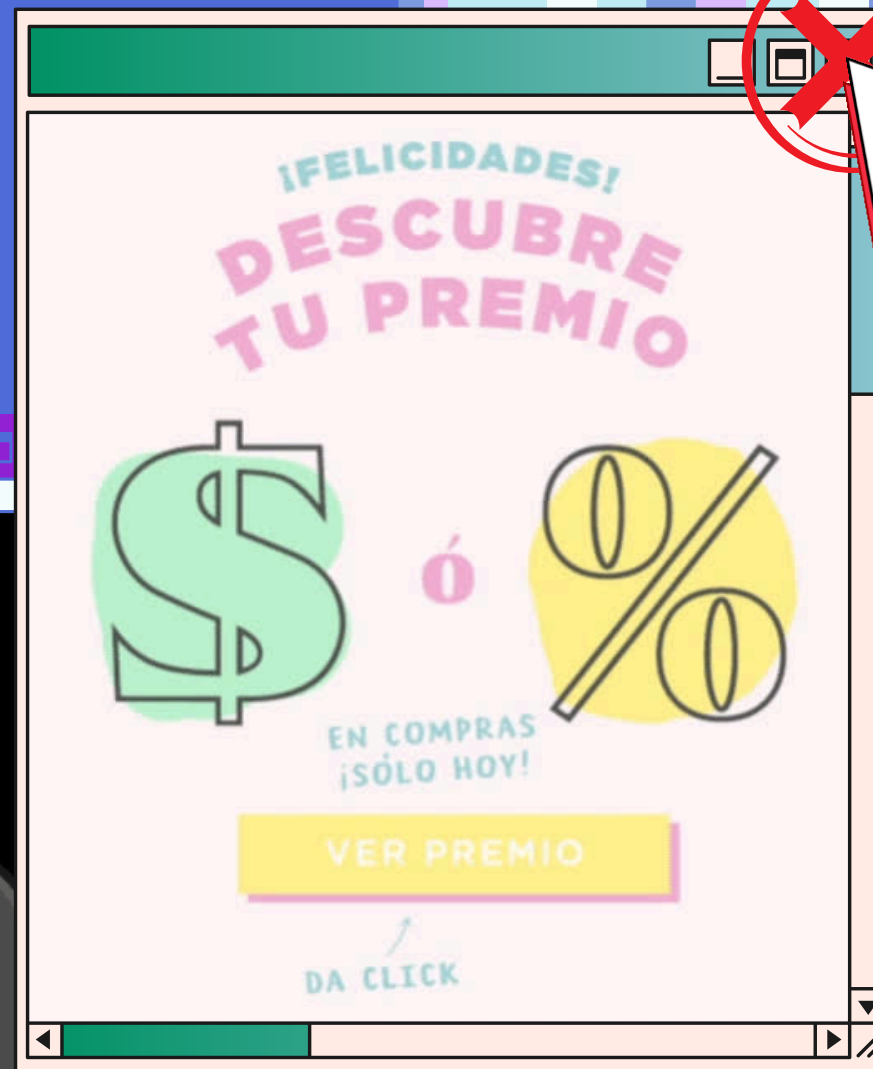 ¡FELICIDADES!
DESCUBRE
TU PREMIO
$ ó %
EN COMPRAS
¡SÓLO HOY!
VER PREMIO
DA CLICK